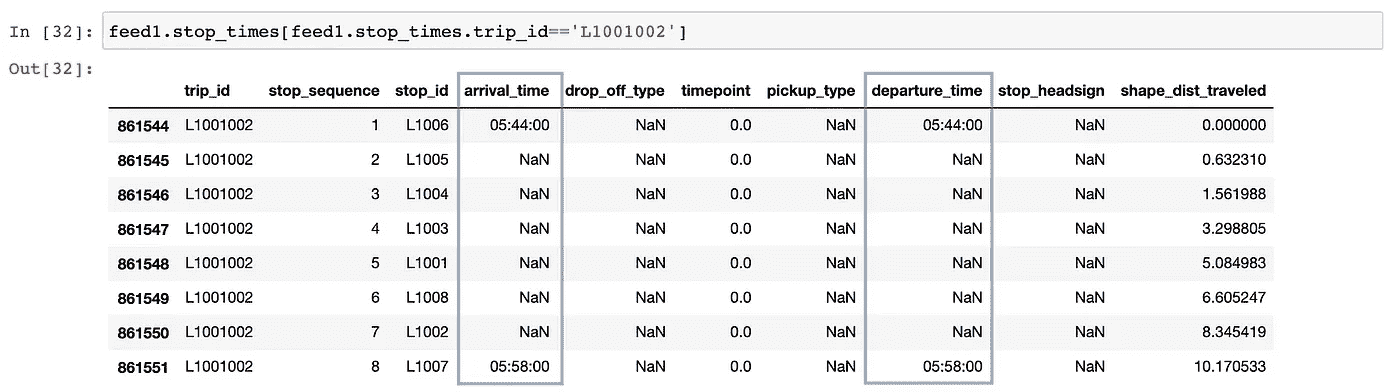 In [32]: feed1.stop_times[feed1.stop_times.trip_id=='L1001002']
Out[32]:
trip_id stop_sequence stop_id arrival_time drop_off_type timepoint pickup_type departure_time stop_headsign shape_dist_traveled
861544 L1001002 1 L1006 05:44:00 NaN 0.0 NaN 05:44:00 NaN 0.000000
861545 L1001002 2 L1005 NaN NaN 0.0 NaN NaN NaN 0.632310
861546 L1001002 3 L1004 NaN NaN 0.0 NaN NaN NaN 1.561988
861547 L1001002 4 L1003 NaN NaN 0.0 NaN NaN NaN 3.298805
861548 L1001002 5 L1001 NaN NaN 0.0 NaN NaN NaN 5.084983
861549 L1001002 6 L1008 NaN NaN 0.0 NaN NaN NaN 6.605247
861550 L1001002 7 L1002 NaN NaN 0.0 NaN NaN NaN 8.345419
861551 L1001002 8 L1007 05:58:00 NaN 0.0 NaN 05:58:00 NaN 10.170533